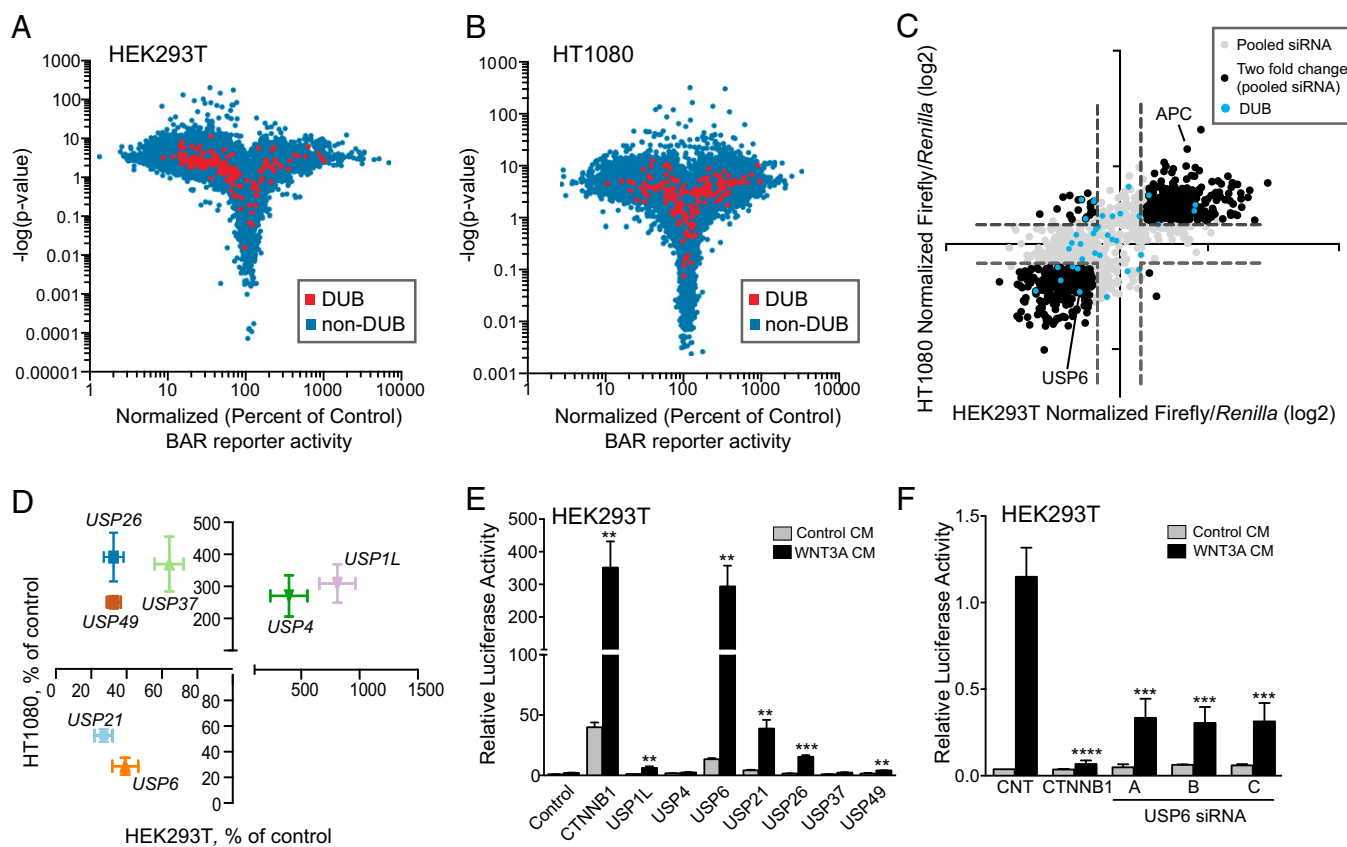 A
HEK293T
1000
100
10
1
0.1
0.01
0.001
0.0001
0.00001
-log(p-value)
DUB
non-DUB
1 10 100 1000 10000
Normalized (Percent of Control)
BAR reporter activity
B
HT1080
1000
100
10
1
0.1
0.01
0.001
-log(p-value)
DUB
non-DUB
1 10 100 1000 10000
Normalized (Percent of Control)
BAR reporter activity
C
Pooled siRNA
Two fold change
(pooled siRNA)
DUB
APC
USP6
HT1080 Normalized Firefly/Renilla (log2)
HEK293T Normalized Firefly/Renilla (log2)
D
USP26
USP37
USP49
500
400
300
200
USP1L
USP4
0 20 40 60 80
500 1000 1500
USP21
USP6
80
60
40
20
0
HT1080, % of control
HEK293T, % of control
E
HEK293T
Control CM
WNT3A CM
500
400
300
200
100
50
0
Relative Luciferase Activity
** ** ** ** *** **
Control CTNNB1 USP1L USP4 USP6 USP21 USP26 USP37 USP49
F
HEK293T
Control CM
WNT3A CM
1.5
1.0
0.5
0.0
Relative Luciferase Activity
**** *** *** ***
CNT CTNNB1 A B C
USP6 siRNA